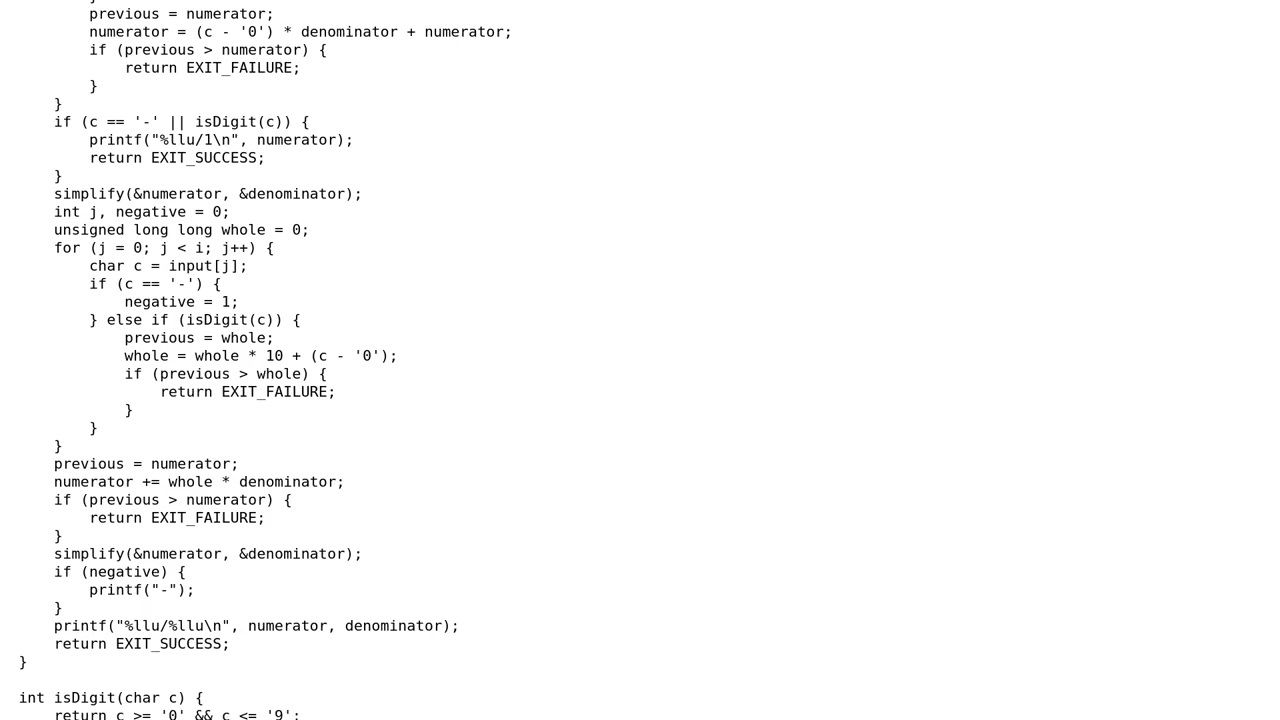 }
previous = numerator;
numerator = (c - '0') * denominator + numerator;
if (previous > numerator) {
return EXIT_FAILURE;
}
}
if (c == '-' || isDigit(c)) {
printf("%llu/1\n", numerator);
return EXIT_SUCCESS;
}
simplify(&numerator, &denominator);
int j, negative = 0;
unsigned long long whole = 0;
for (j = 0; j < i; j++) {
char c = input[j];
if (c == '-') {
negative = 1;
} else if (isDigit(c)) {
previous = whole;
whole = whole * 10 + (c - '0');
if (previous > whole) {
return EXIT_FAILURE;
}
}
}
previous = numerator;
numerator += whole * denominator;
if (previous > numerator) {
return EXIT_FAILURE;
}
simplify(&numerator, &denominator);
if (negative) {
printf("-");
}
printf("%llu/%llu\n", numerator, denominator);
return EXIT_SUCCESS;
}
int isDigit(char c) {
return c >= '0' && c <= '9';